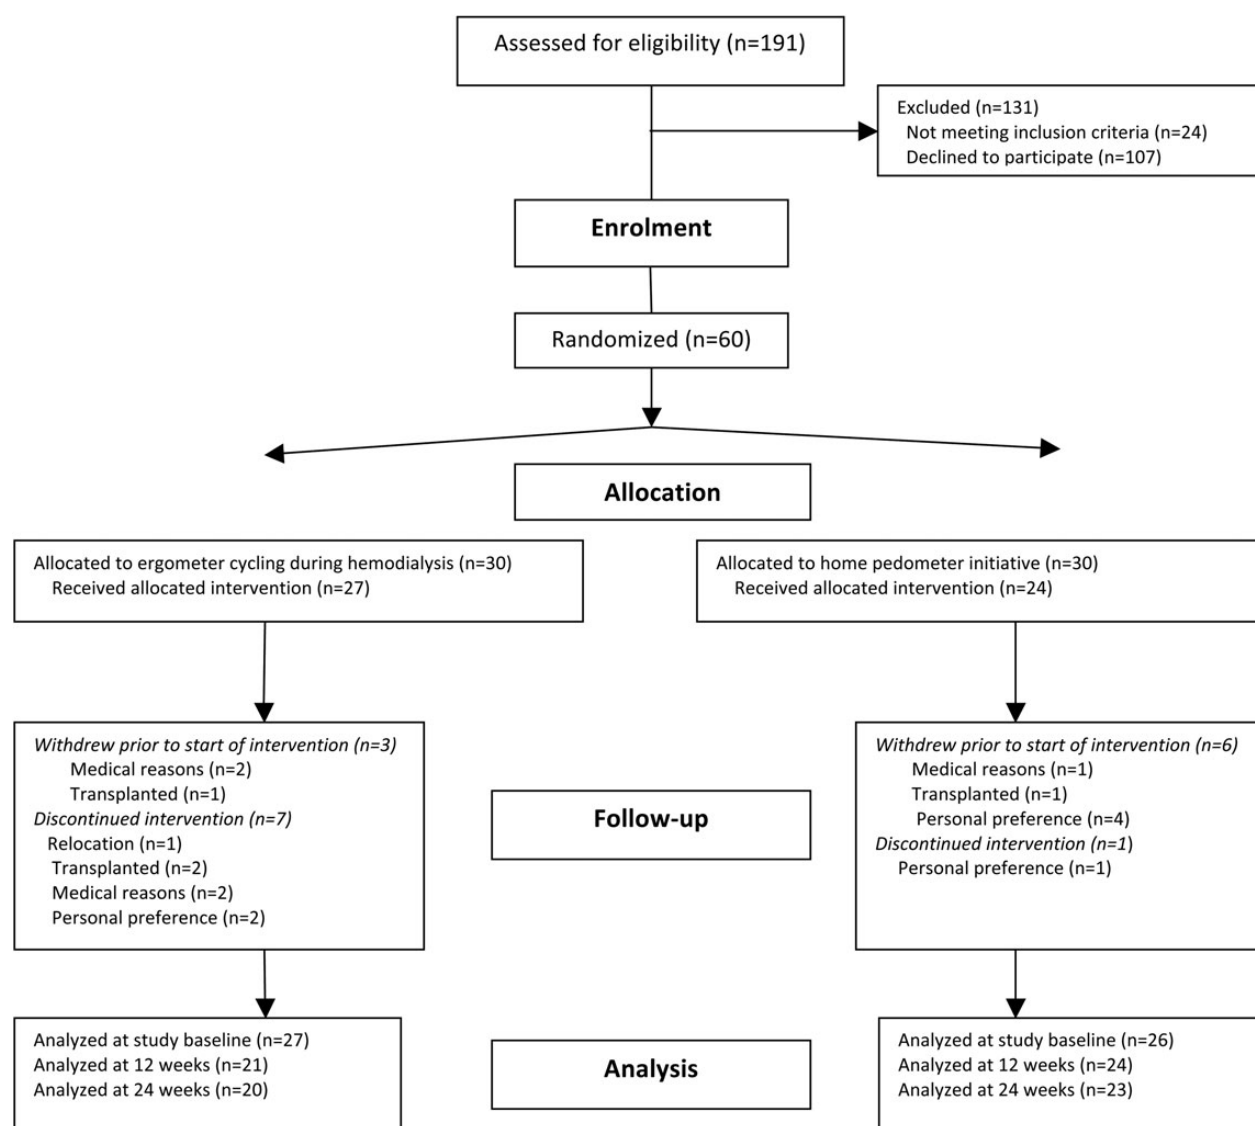 Assessed for eligibility (n=191)
Excluded (n=131)
Not meeting inclusion criteria (n=24)
Declined to participate (n=107)
Enrolment
Randomized (n=60)
Allocation
Allocated to ergometer cycling during hemodialysis (n=30)
Received allocated intervention (n=27)
Allocated to home pedometer initiative (n=30)
Received allocated intervention (n=24)
Withdrew prior to start of intervention (n=3)
Medical reasons (n=2)
Transplanted (n=1)
Discontinued intervention (n=7)
Relocation (n=1)
Transplanted (n=2)
Medical reasons (n=2)
Personal preference (n=2)
Follow-up
Withdrew prior to start of intervention (n=6)
Medical reasons (n=1)
Transplanted (n=1)
Personal preference (n=4)
Discontinued intervention (n=1)
Personal preference (n=1)
Analyzed at study baseline (n=27)
Analyzed at 12 weeks (n=21)
Analyzed at 24 weeks (n=20)
Analysis
Analyzed at study baseline (n=26)
Analyzed at 12 weeks (n=24)
Analyzed at 24 weeks (n=23)